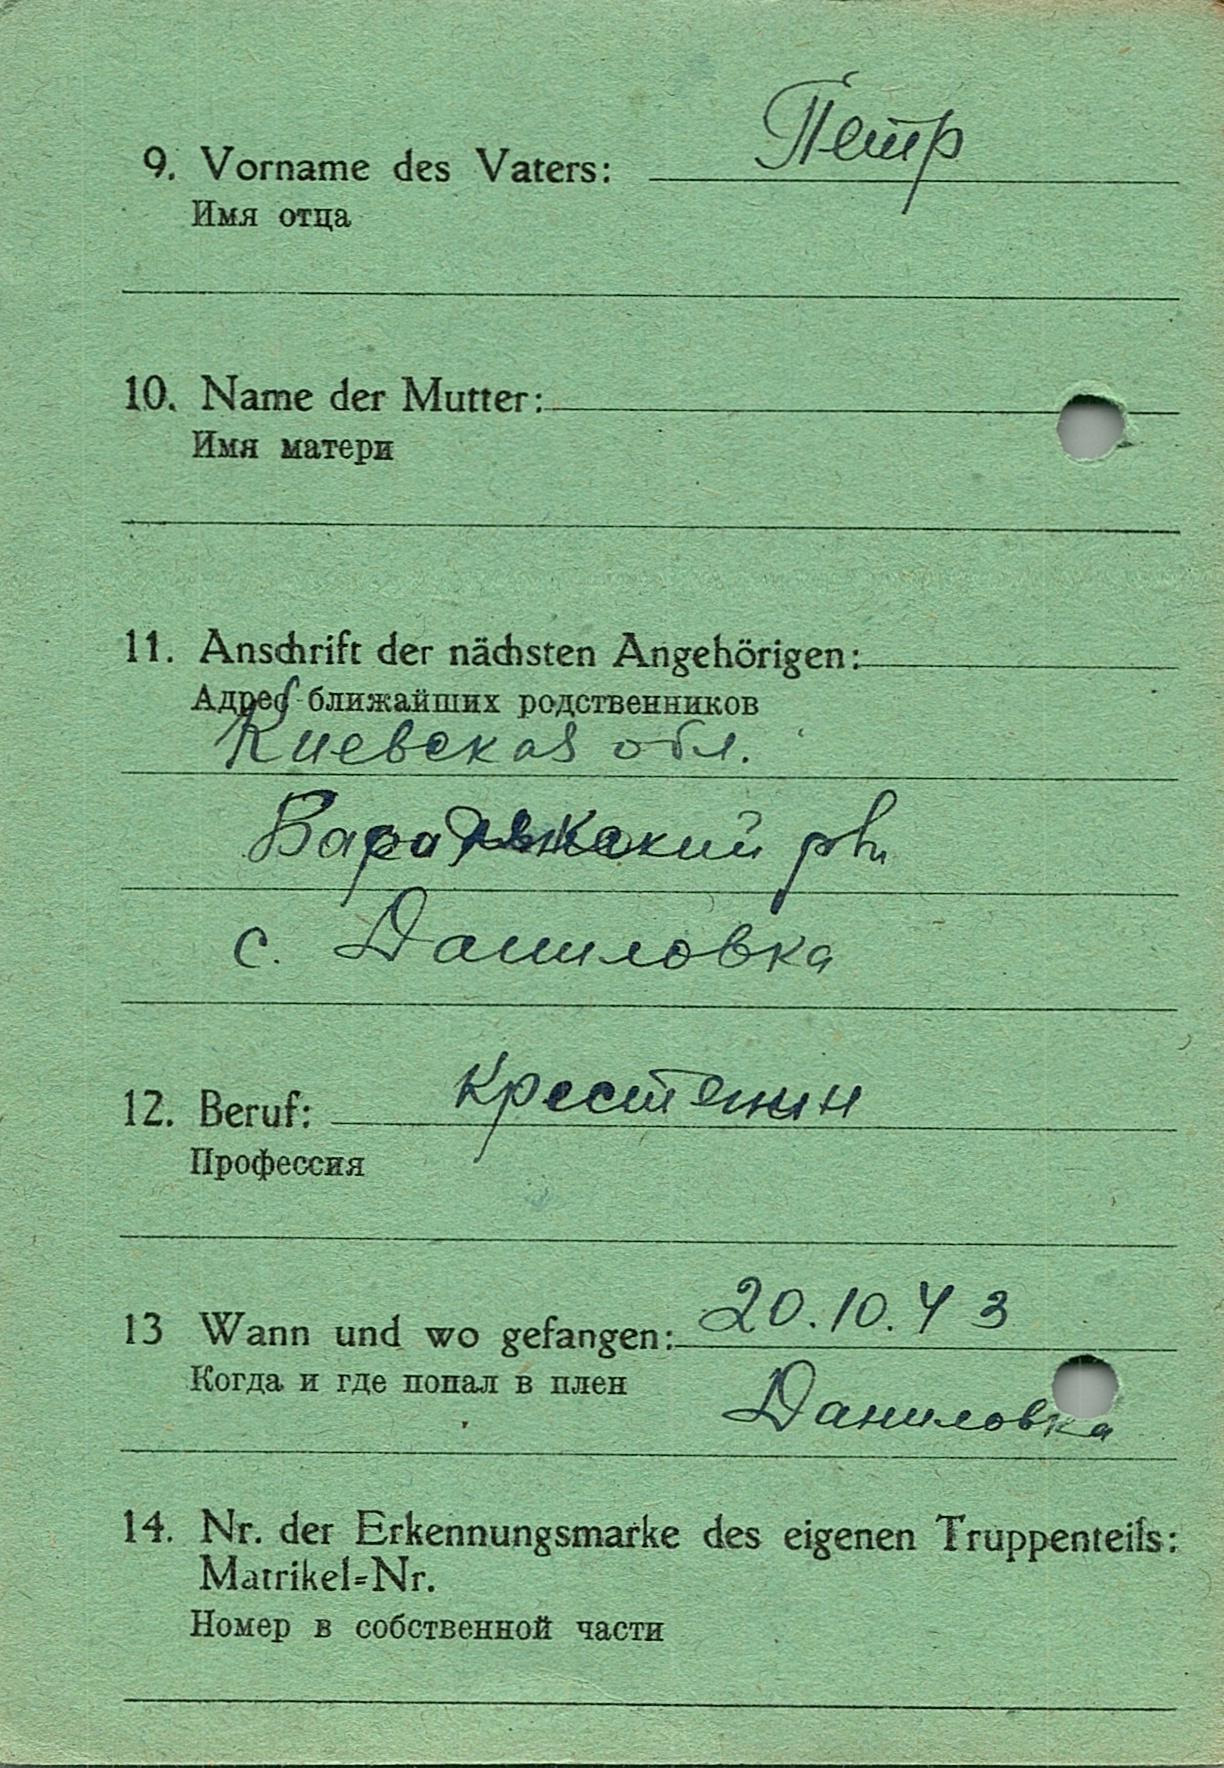 9. Vorname des Vaters: Петр
Имя отца
10. Name der Mutter:
Имя матери
11. Anschrift der nächsten Angehörigen:
Адрес ближайших родственников
Киевская обл.
с. Даниловка
12. Beruf: Крестенин
Профессия
13 Wann und wo gefangen: 20.10.43
Когда и где попал в плен Даниловка
14. Nr. der Erkennungsmarke des eigenen Truppenteils:
Matrikel=Nr.
Номер в собственной части